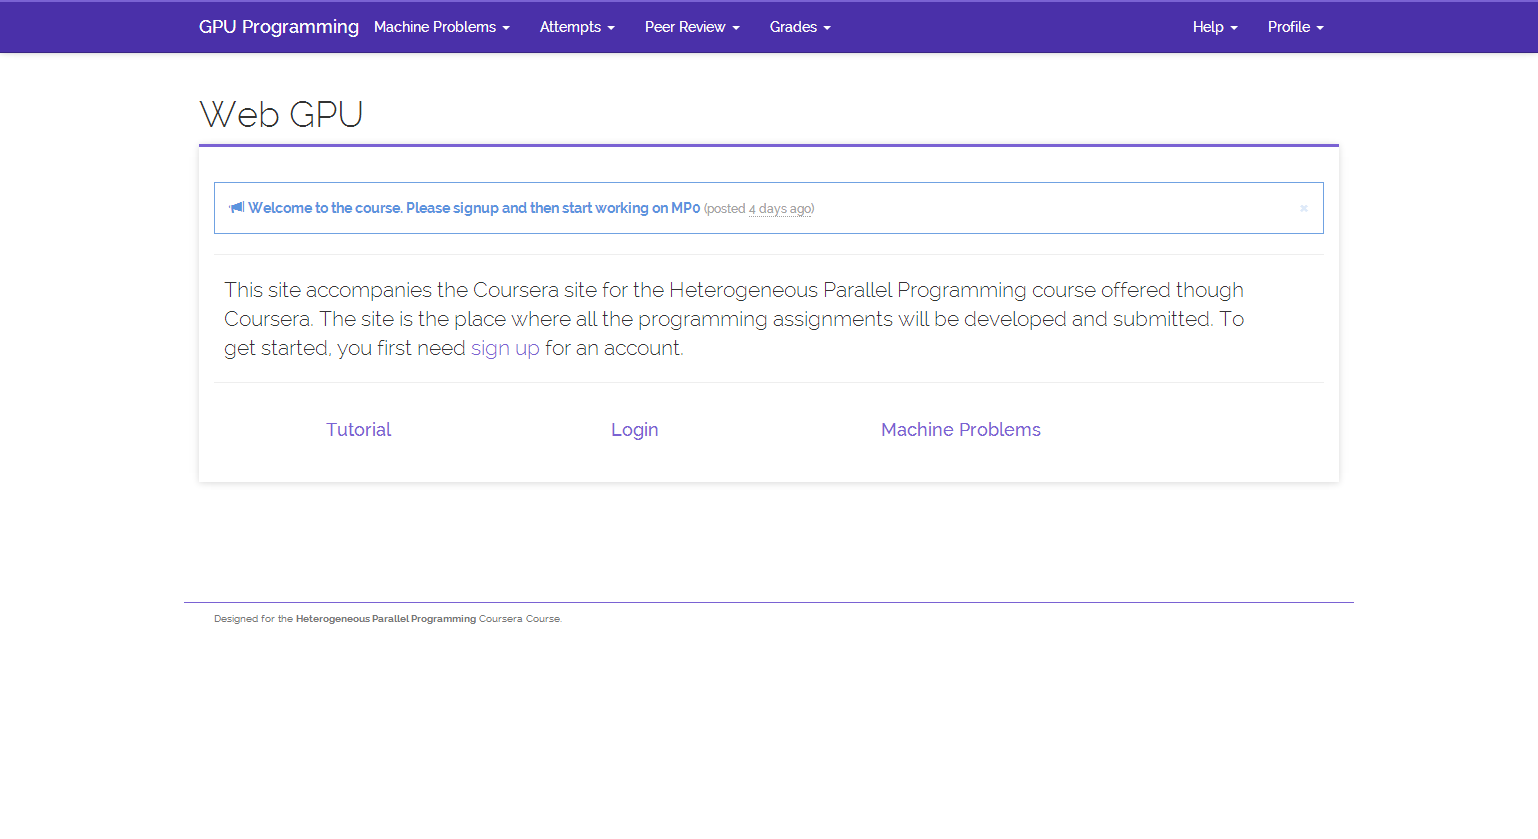 GPU Programming Machine Problems Attempts Peer Review Grades Help Profile
Web GPU
Welcome to the course. Please signup and then start working on MP0 (posted 4 days ago) ×
This site accompanies the Coursera site for the Heterogeneous Parallel Programming course offered though
Coursera. The site is the place where all the programming assignments will be developed and submitted. To
get started, you first need sign up for an account.
Tutorial Login Machine Problems
Designed for the Heterogeneous Parallel Programming Coursera Course.